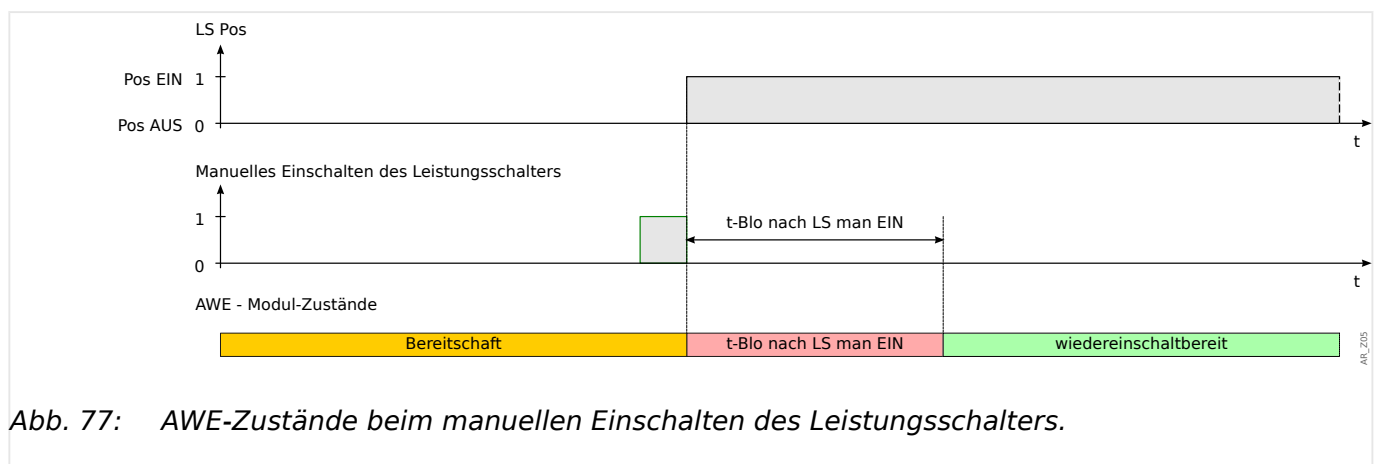 LS Pos
Pos EIN 1
Pos AUS 0
t
Manuelles Einschalten des Leistungsschalters
1
t-Blo nach LS man EIN
0
t
AWE - Modul-Zustände
Bereitschaft t-Blo nach LS man EIN wiedereinschaltbereit
AR_Z05
Abb. 77: AWE-Zustände beim manuellen Einschalten des Leistungsschalters.